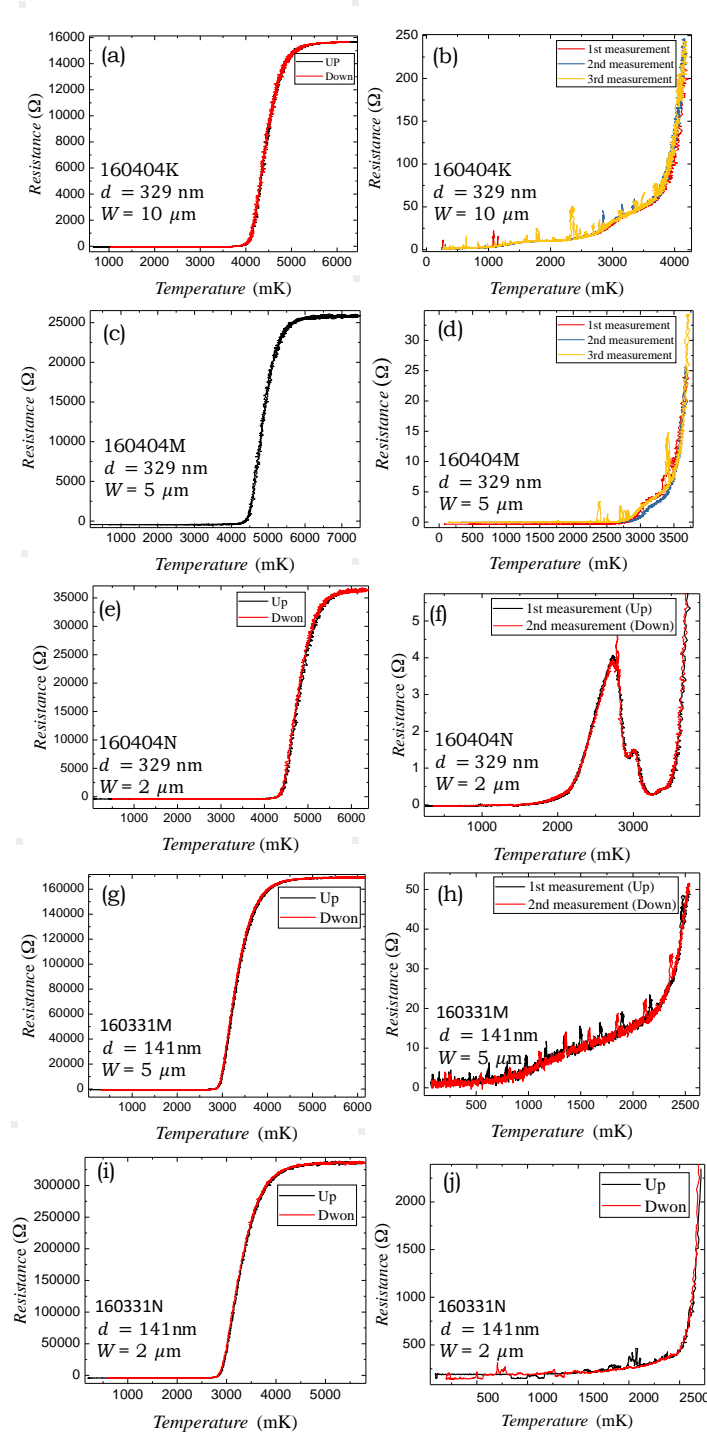 (a)
UP
Down
160404K
d = 329 nm
W = 10 μm
Resistance (Ω)
0
2000
4000
6000
8000
10000
12000
14000
16000
1000 2000 3000 4000 5000 6000
Temperature (mK)
(b)
1st measurement
2nd measurement
3rd measurement
160404K
d = 329 nm
W = 10 μm
Resistance (Ω)
0
50
100
150
200
250
0 1000 2000 3000 4000
Temperature (mK)
(c)
160404M
d = 329 nm
W = 5 μm
Resistance (Ω)
0
5000
10000
15000
20000
25000
1000 2000 3000 4000 5000 6000 7000
Temperature (mK)
(d)
1st measurement
2nd measurement
3rd measurement
160404M
d = 329 nm
W = 5 μm
Resistance (Ω)
0
5
10
15
20
25
30
0 500 1000 1500 2000 2500 3000 3500
Temperature (mK)
(e)
Up
Dwon
160404N
d = 329 nm
W = 2 μm
Resistance (Ω)
0
5000
10000
15000
20000
25000
30000
35000
1000 2000 3000 4000 5000 6000
Temperature (mK)
(f)
1st measurement (Up)
2nd measurement (Down)
160404N
d = 329 nm
W = 2 μm
Resistance (Ω)
0
1
2
3
4
5
1000 2000 3000
Temperature (mK)
(g)
Up
Dwon
160331M
d = 141nm
W = 5 μm
Resistance (Ω)
0
20000
40000
60000
80000
100000
120000
140000
160000
1000 2000 3000 4000 5000 6000
Temperature (mK)
(h)
1st measurement (Up)
2nd measurement (Down)
160331M
d = 141nm
W = 5 μm
Resistance (Ω)
0
10
20
30
40
50
500 1000 1500 2000 2500
Temperature (mK)
(i)
Up
Dwon
160331N
d = 141nm
W = 2 μm
Resistance (Ω)
0
50000
100000
150000
200000
250000
300000
1000 2000 3000 4000 5000
Temperature (mK)
(j)
Up
Dwon
160331N
d = 141nm
W = 2 μm
Resistance (Ω)
500
1000
1500
2000
500 1000 1500 2000 2500
Temperature (mK)